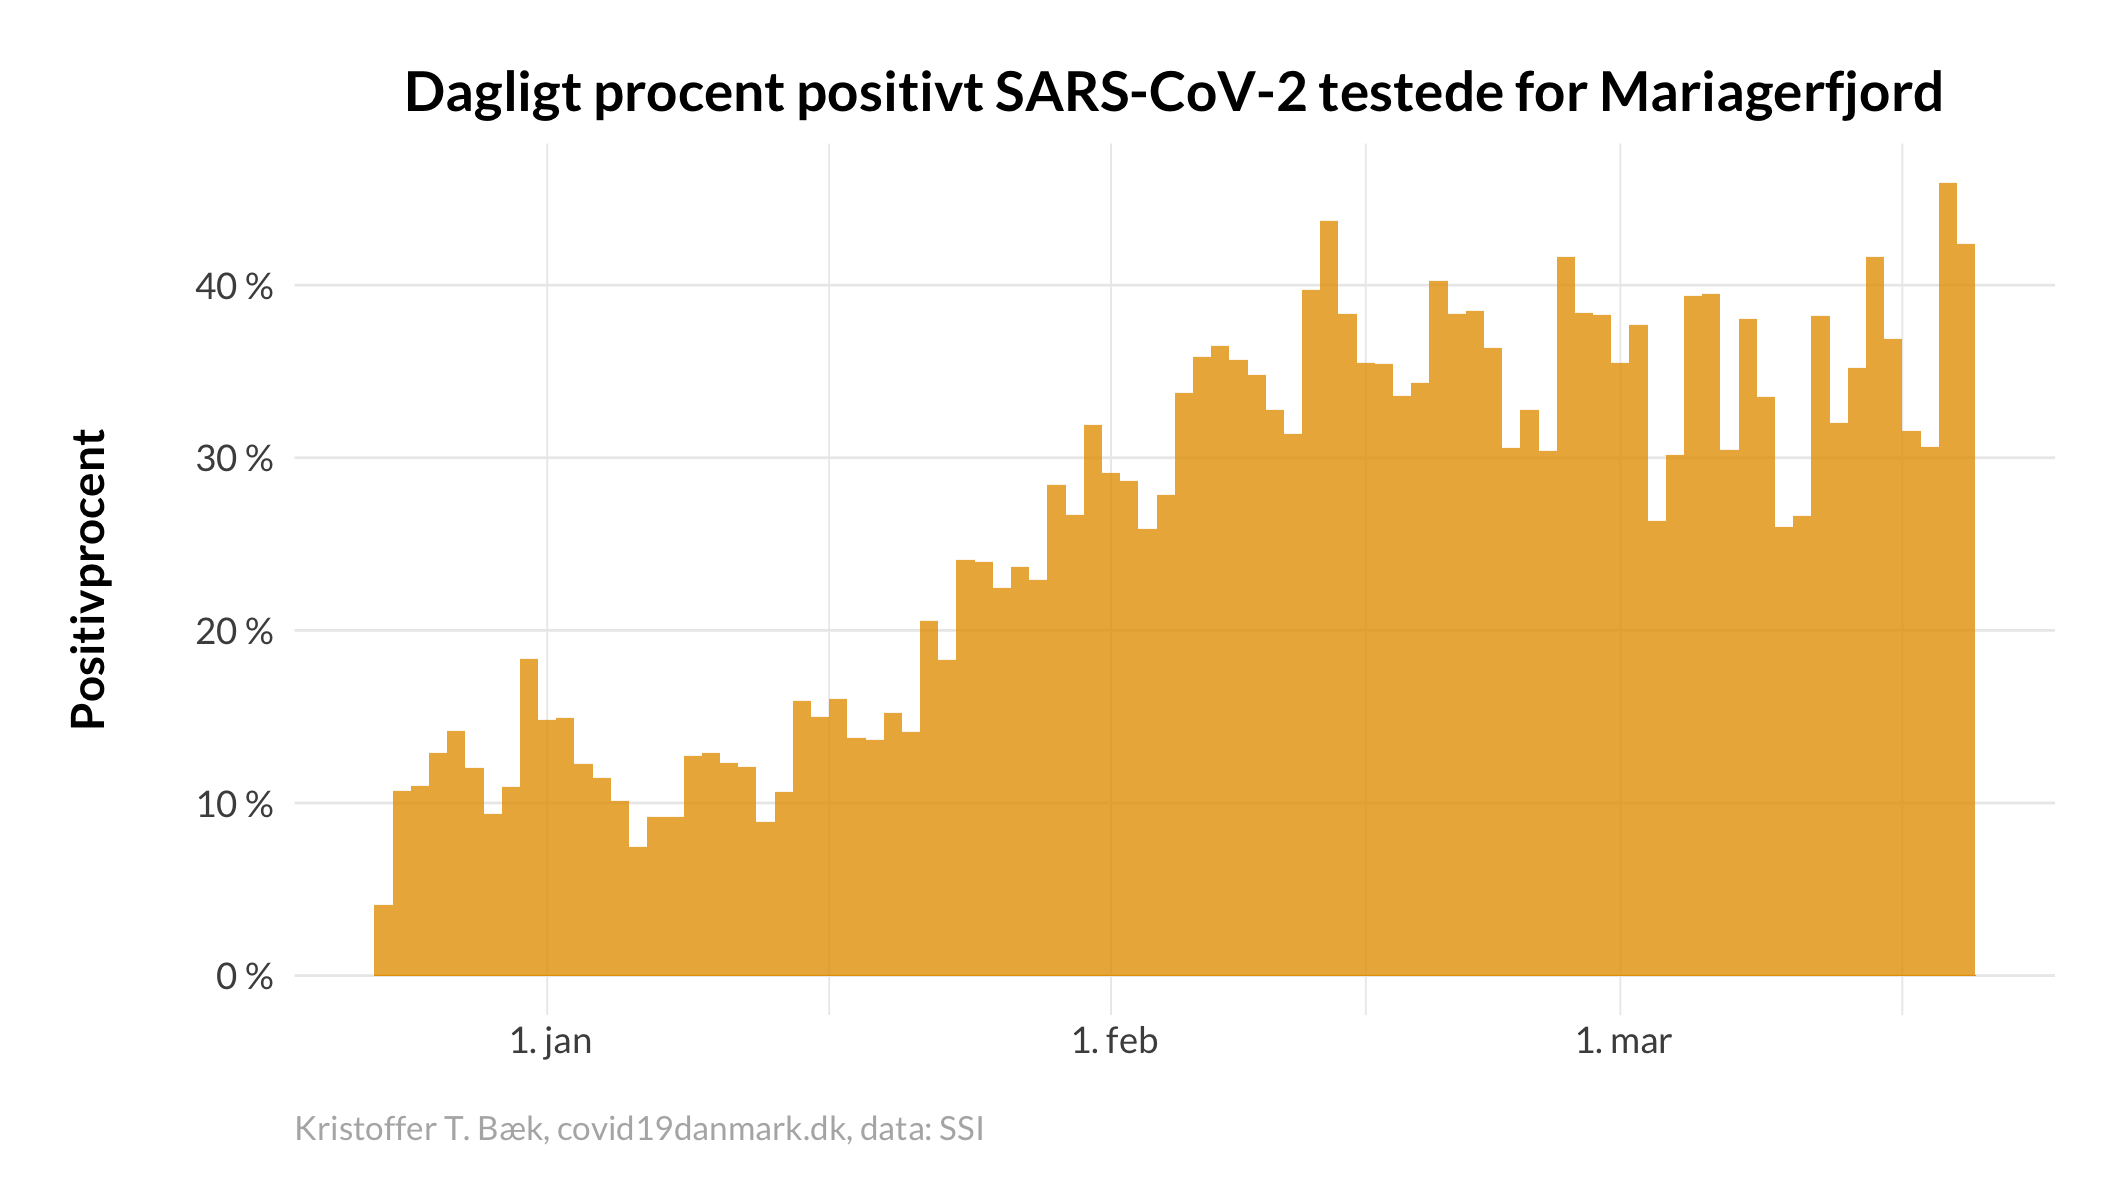 Dagligt procent positivt SARS-CoV-2 testede for Mariagerfjord
Positivprocent
40 %
30 %
20 %
10 %
0 %
1. jan
1. feb
1. mar
Kristoffer T. Bæk, covid19danmark.dk, data: SSI